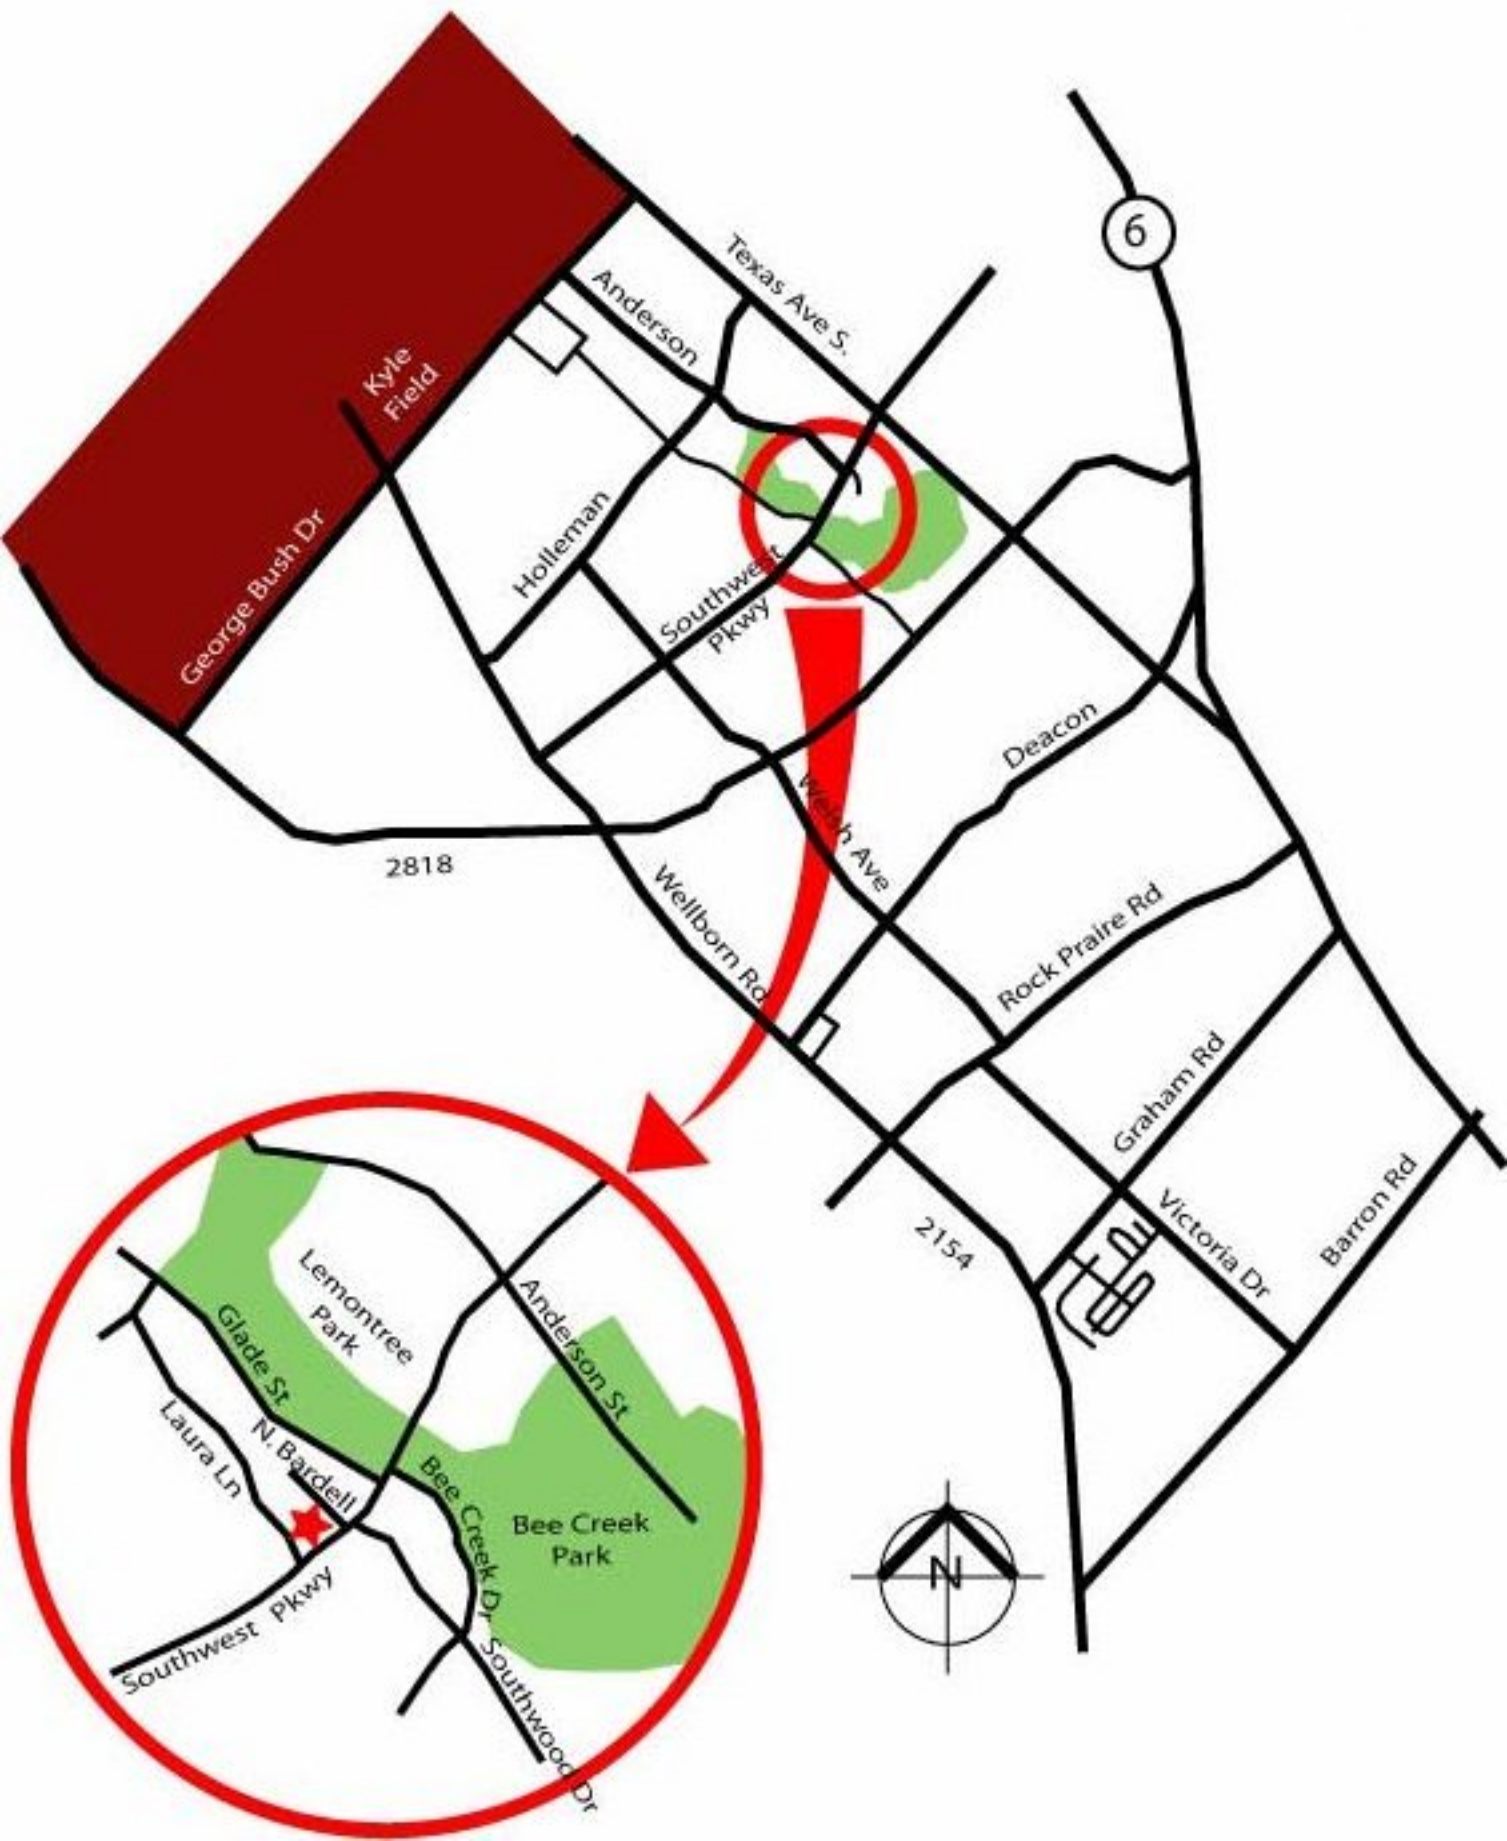 6
Texas Ave S.
Anderson
Kyle
Field
Holleman
George Bush Dr
Southwest
Pkwy
Deacon
2818
Welsh Ave
Wellborn Rd
Rock Praire Rd
Graham Rd
2154
Victoria Dr
Barron Rd
Lemontree
Park
Anderson St
Glade St
Laura Ln
N. Bardell
Bee Creek Dr
Bee Creek
Park
Southwest Pkwy
Southwood Dr
N